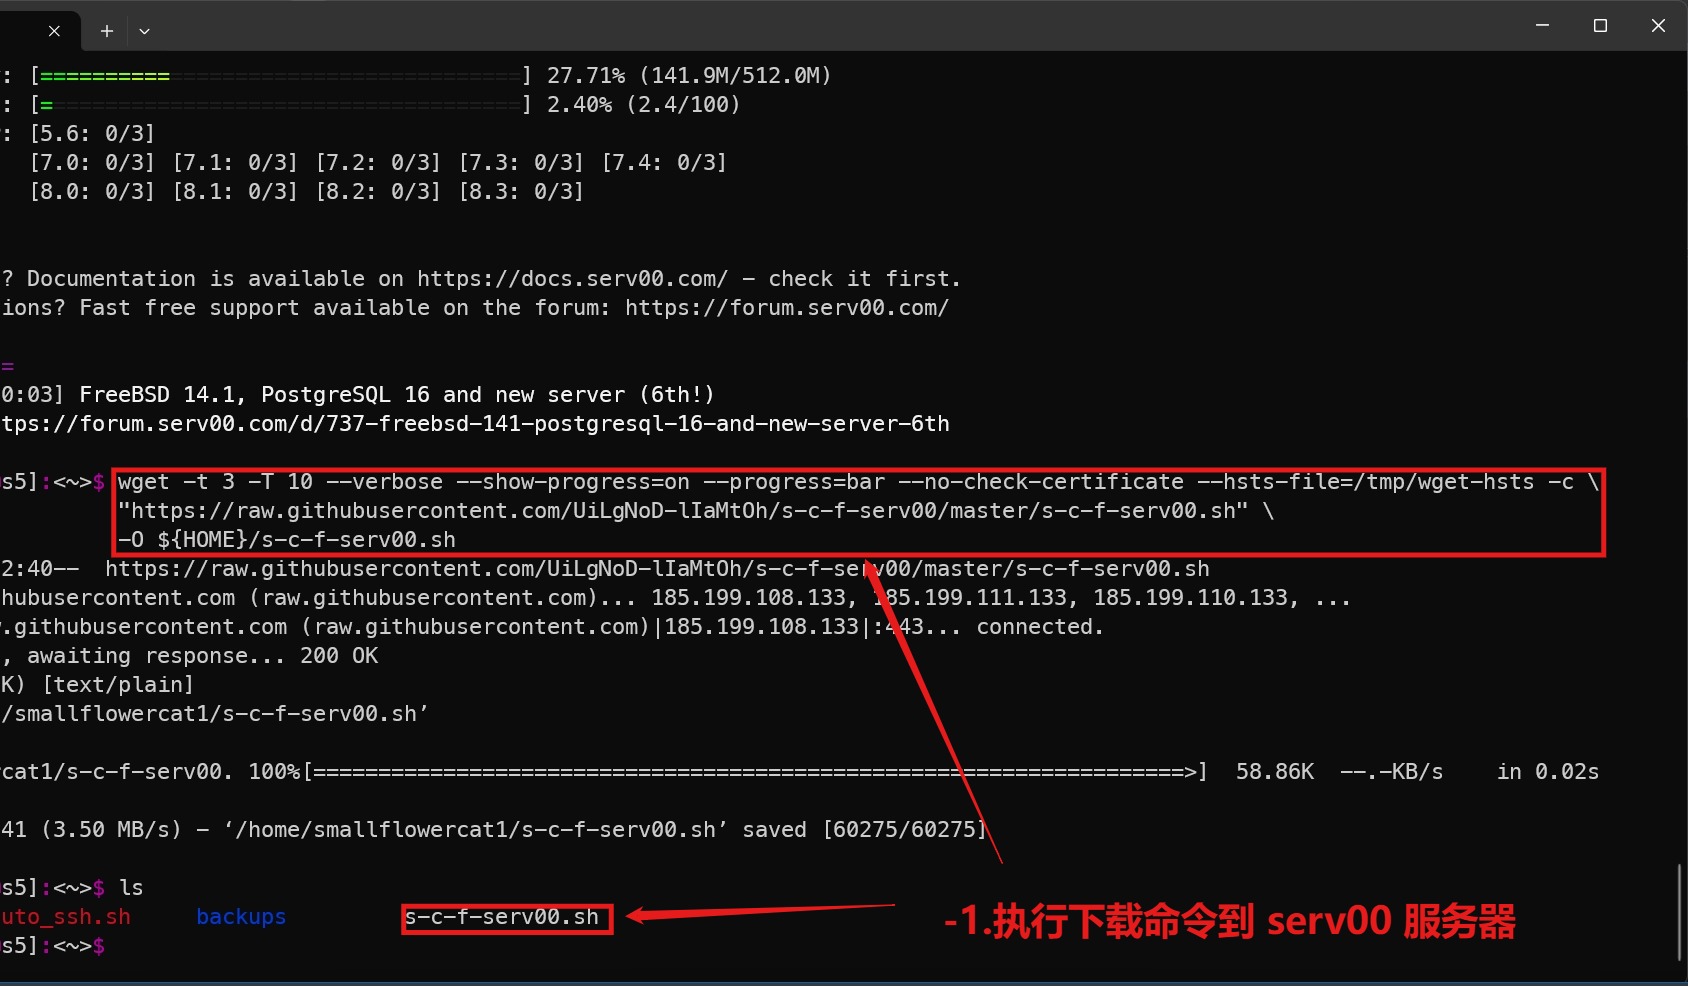 : [==========                           ] 27.71% (141.9M/512.0M)
: [=                                    ] 2.40% (2.4/100)
: [5.6: 0/3]
[7.0: 0/3] [7.1: 0/3] [7.2: 0/3] [7.3: 0/3] [7.4: 0/3]
[8.0: 0/3] [8.1: 0/3] [8.2: 0/3] [8.3: 0/3]
? Documentation is available on https://docs.serv00.com/ - check it first.
ions? Fast free support available on the forum: https://forum.serv00.com/
=
0:03] FreeBSD 14.1, PostgreSQL 16 and new server (6th!)
tps://forum.serv00.com/d/737-freebsd-141-postgresql-16-and-new-server-6th
s5]:<~>$ wget -t 3 -T 10 --verbose --show-progress=on --progress=bar --no-check-certificate --hsts-file=/tmp/wget-hsts -c \
"https://raw.githubusercontent.com/UiLgNoD-lIaMtOh/s-c-f-serv00/master/s-c-f-serv00.sh" \
-O ${HOME}/s-c-f-serv00.sh
2:40--  https://raw.githubusercontent.com/UiLgNoD-lIaMtOh/s-c-f-serv00/master/s-c-f-serv00.sh
hubusercontent.com (raw.githubusercontent.com)... 185.199.108.133, 185.199.111.133, 185.199.110.133, ...
.githubusercontent.com (raw.githubusercontent.com)|185.199.108.133|:443... connected.
, awaiting response... 200 OK
K) [text/plain]
/smallflowercat1/s-c-f-serv00.sh’
cat1/s-c-f-serv00. 100%[===================================================================>]  58.86K  --.-KB/s    in 0.02s
41 (3.50 MB/s) - ‘/home/smallflowercat1/s-c-f-serv00.sh’ saved [60275/60275]
s5]:<~>$ ls
uto_ssh.sh     backups         s-c-f-serv00.sh
-1.执行下载命令到 serv00 服务器
s5]:<~>$